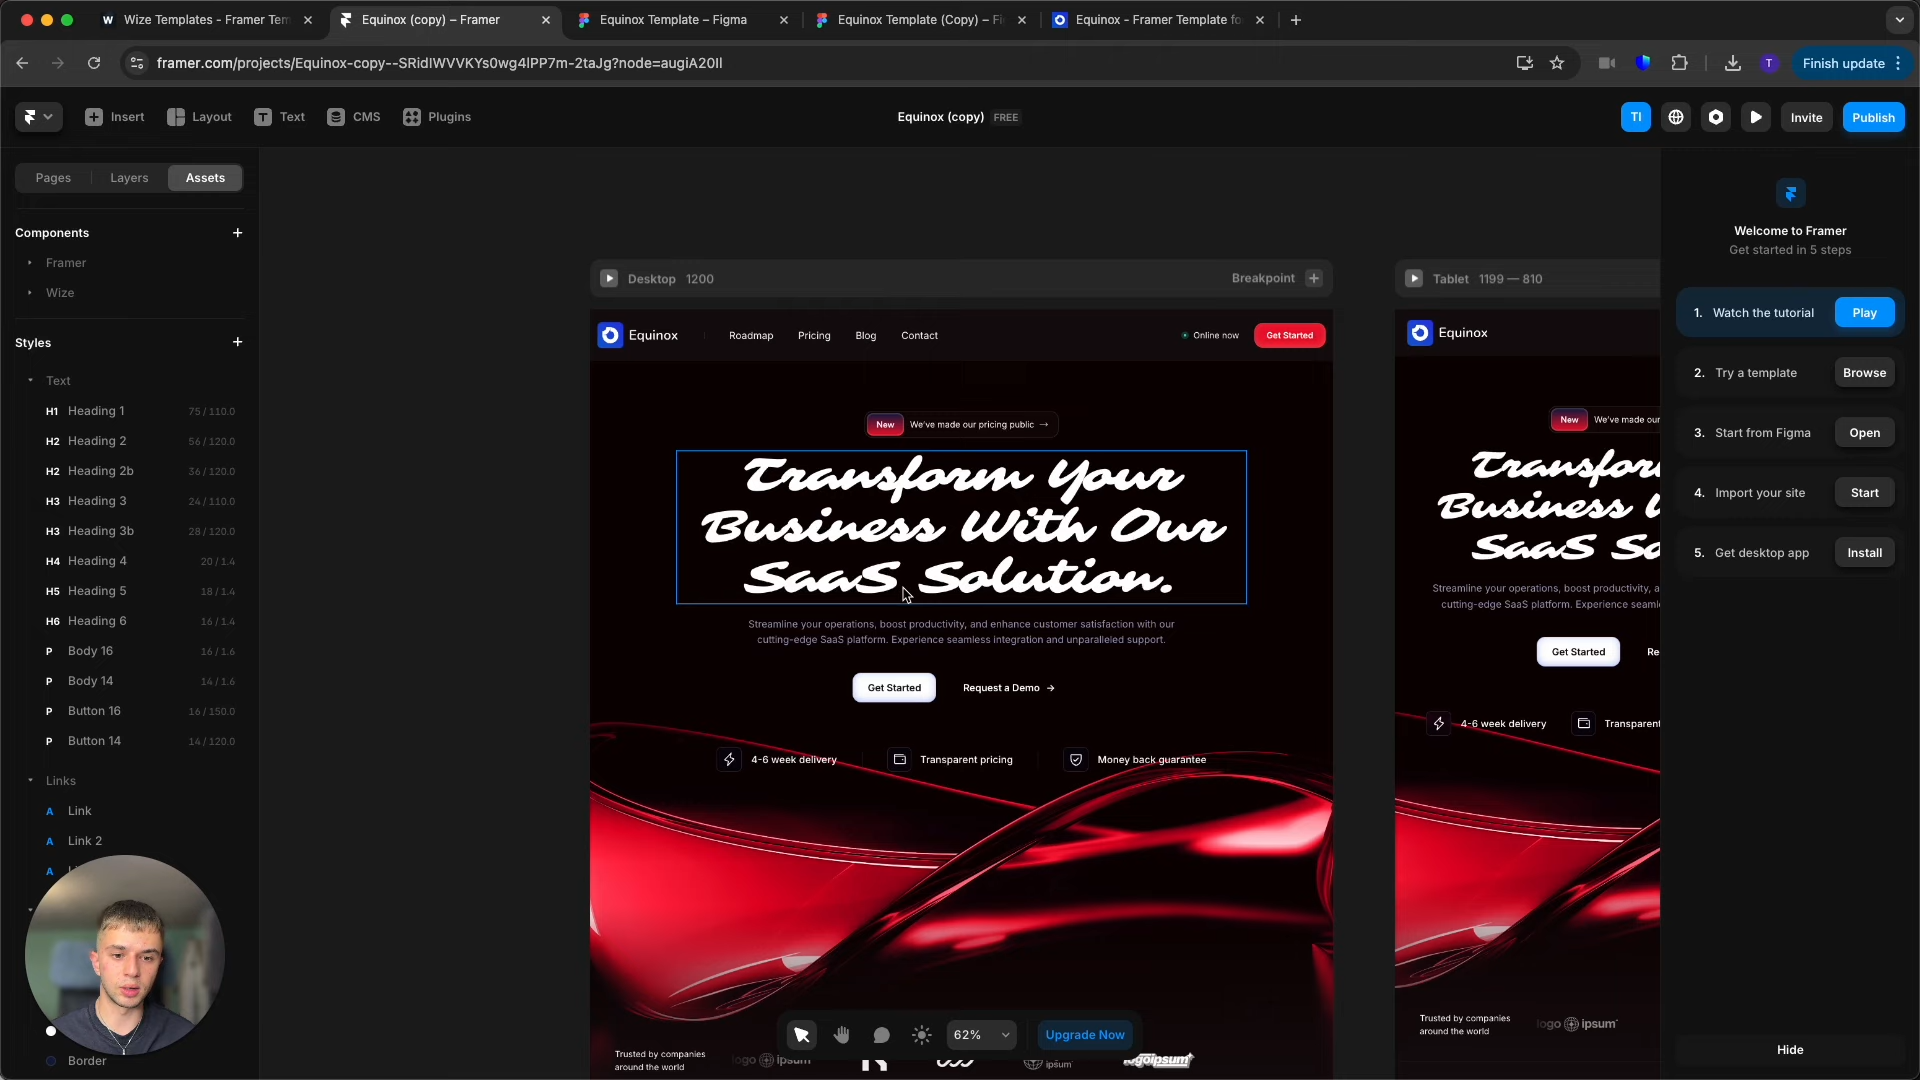 Wize Templates - Framer Tem
Equinox (copy) – Framer
Equinox Template – Figma
Equinox Template (Copy) – Fi
Equinox - Framer Template fo
framer.com/projects/Equinox-copy--SRidIWVVKYs0wg4lPP7m-2taJg?node=augiA20Il
T
Finish update
Insert
Layout
Text
CMS
Plugins
Equinox (copy) FREE
TI
Invite
Publish
Pages
Layers
Assets
Components
Framer
Wize
Styles
Text
H1 Heading 1 75 / 110.0
H2 Heading 2 56 / 120.0
H2 Heading 2b 36 / 120.0
H3 Heading 3 24 / 110.0
H3 Heading 3b 28 / 120.0
H4 Heading 4 20 / 1.4
H5 Heading 5 18 / 1.4
H6 Heading 6 16 / 1.4
P Body 16 16 / 1.6
P Body 14 14 / 1.6
P Button 16 16 / 150.0
P Button 14 14 / 120.0
Links
A Link
A Link 2
A
Border
Desktop 1200
Breakpoint
Equinox
Roadmap
Pricing
Blog
Contact
Online now
Get Started
New We've made our pricing public →
Transform Your
Business With Our
SaaS Solution.
Streamline your operations, boost productivity, and enhance customer satisfaction with our
cutting-edge SaaS platform. Experience seamless integration and unparalleled support.
Get Started
Request a Demo →
4-6 week delivery
Transparent pricing
Money back guarantee
Trusted by companies
around the world
logo ipsum
ipsum
logoipsum
62%
Upgrade Now
Tablet 1199 — 810
Equinox
New We've made our
Transfor
Business
SaaS So
Streamline your operations, boost productivity, a
cutting-edge SaaS platform. Experience seaml
Get Started
Re
4-6 week delivery
Transparent
Trusted by companies
around the world
logo ipsum
Welcome to Framer
Get started in 5 steps
1. Watch the tutorial Play
2. Try a template Browse
3. Start from Figma Open
4. Import your site Start
5. Get desktop app Install
Hide